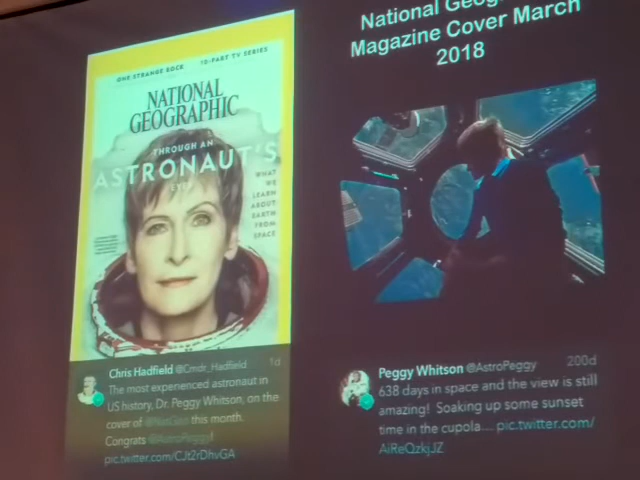 ONE STRANGE ROCK 10-PART TV SERIES
NATIONAL
GEOGRAPHIC
THROUGH AN
ASTRONAUT'S
EYES
WHAT
WE
LEARN
ABOUT
EARTH
FROM
SPACE
Chris Hadfield @Cmdr_Hadfield 1d
The most experienced astronaut in
US history, Dr. Peggy Whitson, on the
cover of @NatGeo this month.
Congrats @AstroPeggy!
pic.twitter.com/CJt2rDhvGA
National
Magazine Cover March
2018
Peggy Whitson @AstroPeggy 200d
638 days in space and the view is still
amazing! Soaking up some sunset
time in the cupola... pic.twitter.com/
AiReQzkjJZ